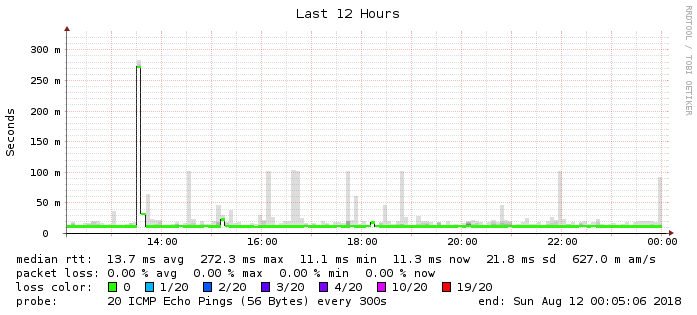 Last 12 Hours
RRDTOOL / TOBI OETIKER
Seconds
300 m
250 m
200 m
150 m
100 m
50 m
0
14:00 16:00 18:00 20:00 22:00 00:00
median rtt: 13.7 ms avg 272.3 ms max 11.1 ms min 11.3 ms now 21.8 ms sd 627.0 m am/s
packet loss: 0.00 % avg 0.00 % max 0.00 % min 0.00 % now
loss color: 0 1/20 2/20 3/20 4/20 10/20 19/20
probe: 20 ICMP Echo Pings (56 Bytes) every 300s end: Sun Aug 12 00:05:06 2018